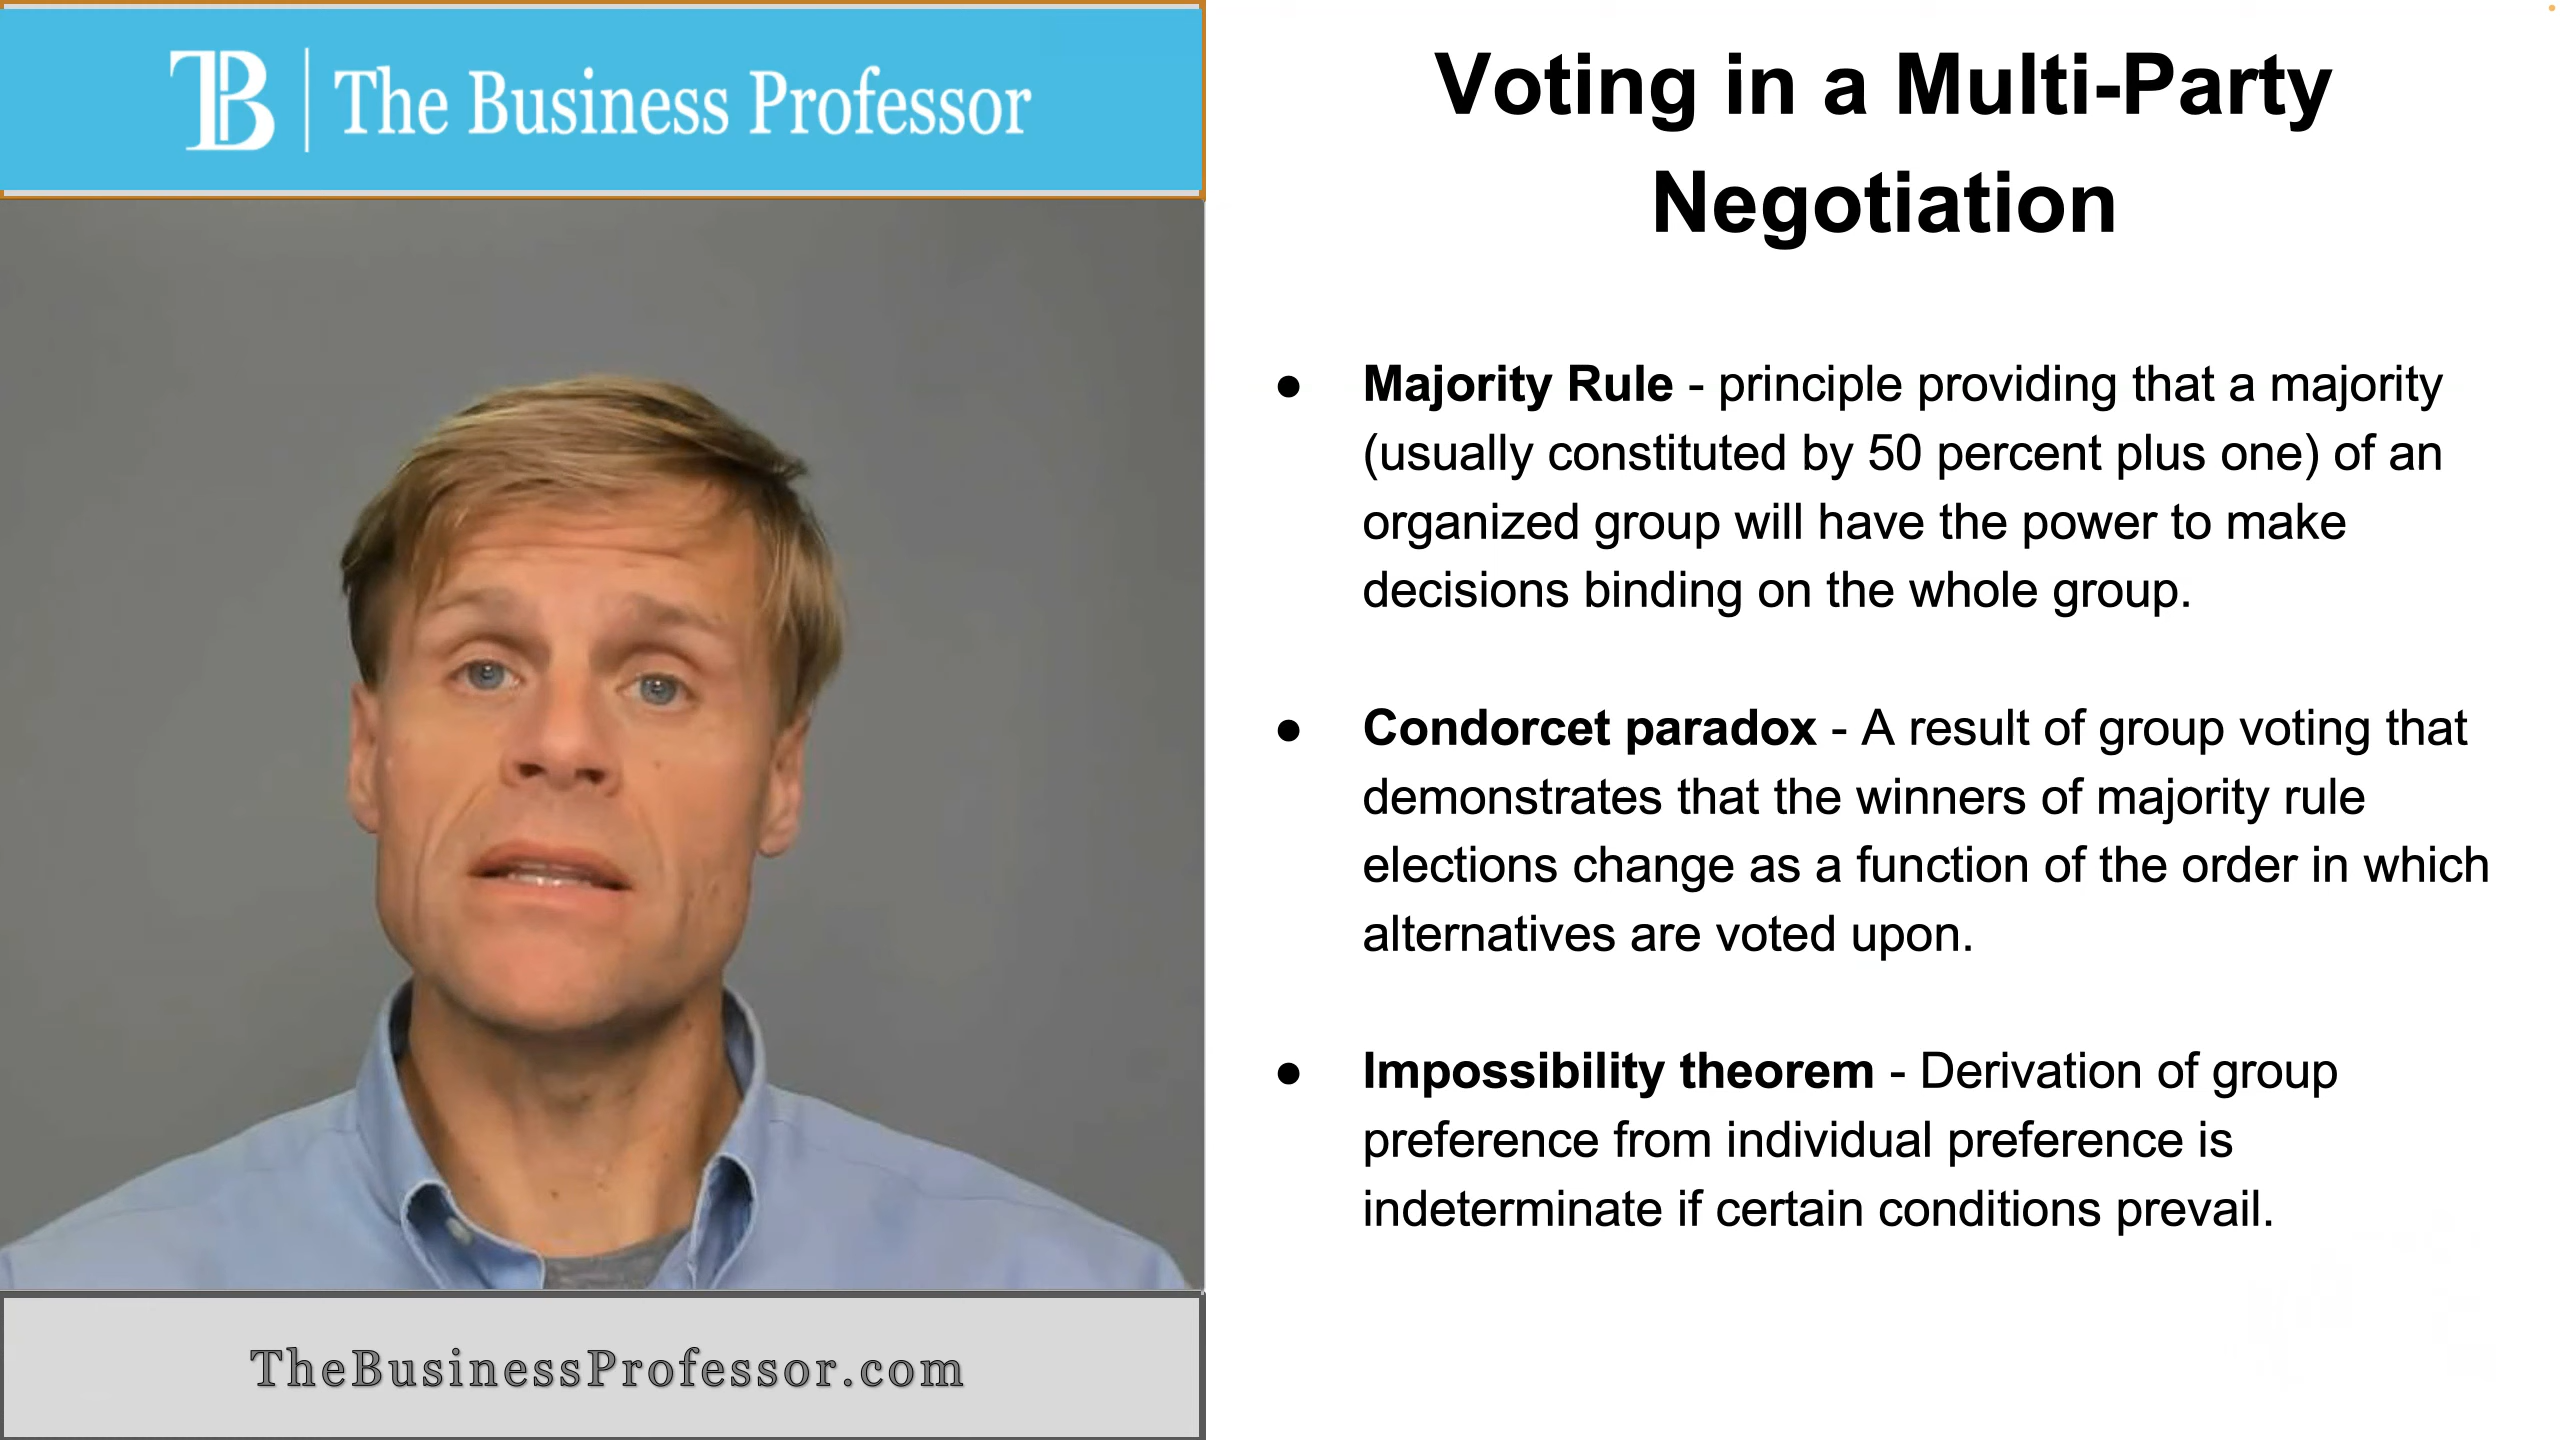 TB | The Business Professor
Voting in a Multi-Party
Negotiation
● Majority Rule - principle providing that a majority
(usually constituted by 50 percent plus one) of an
organized group will have the power to make
decisions binding on the whole group.
● Condorcet paradox - A result of group voting that
demonstrates that the winners of majority rule
elections change as a function of the order in which
alternatives are voted upon.
● Impossibility theorem - Derivation of group
preference from individual preference is
indeterminate if certain conditions prevail.
TheBusinessProfessor.com